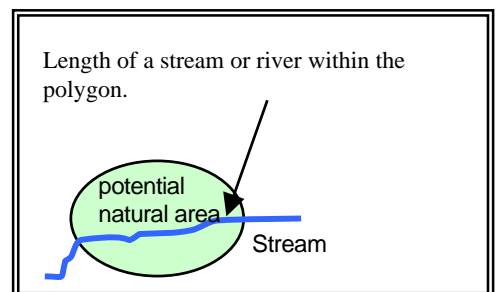 Length of a stream or river within the
polygon.
potential
natural area
Stream